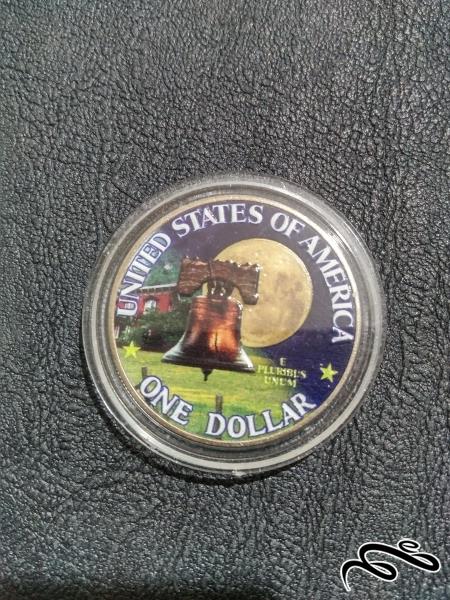 UNITED STATES OF AMERICA
E
PLURIBUS
UNUM
ONE DOLLAR